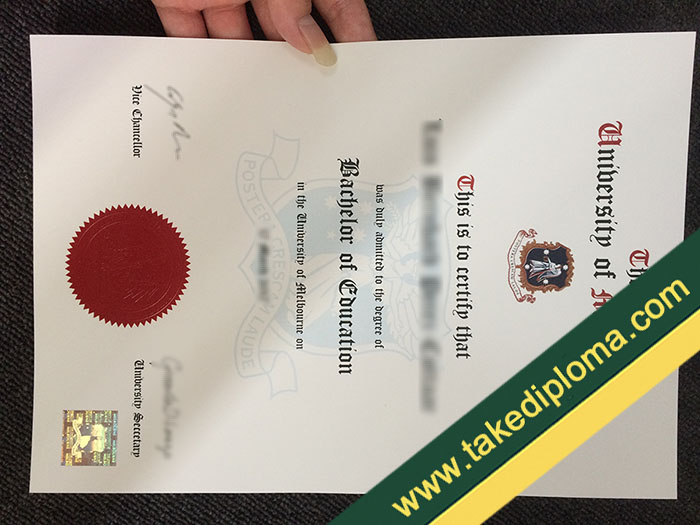 Th
University of M
This is to certify that
was duly admitted to the degree of
Bachelor of Education
in the University of Melbourne on
POSTERA CRESCAM LAUDE
Vice Chancellor
University Secretary
www.takediploma.com